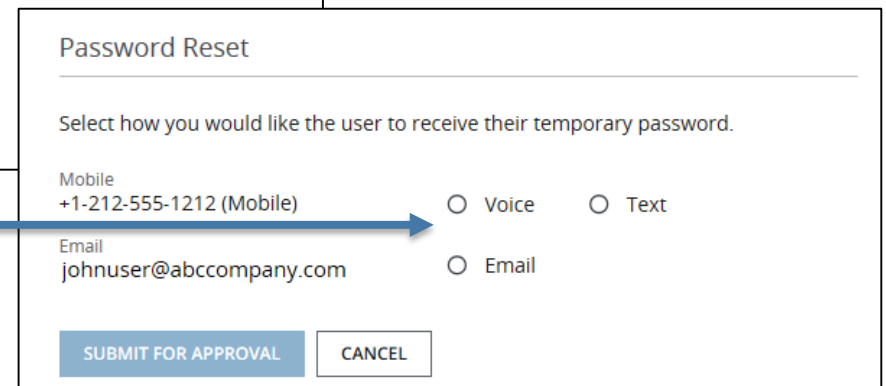 Password Reset
Select how you would like the user to receive their temporary password.
Mobile
+1-212-555-1212 (Mobile)
Voice
Text
Email
johnuser@abccompany.com
Email
SUBMIT FOR APPROVAL
CANCEL